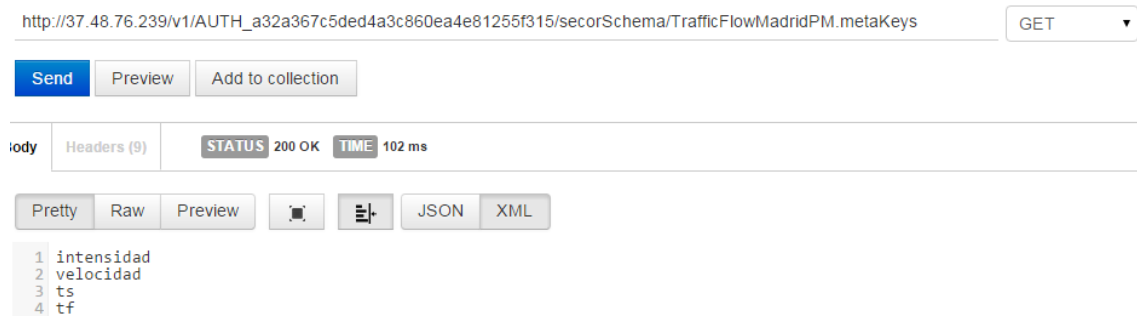 http://37.48.76.239/v1/AUTH_a32a367c5ded4a3c860ea4e81255f315/secorSchema/TrafficFlowMadridPM.metaKeys GET
Send Preview Add to collection
Body Headers (9) STATUS 200 OK TIME 102 ms
Pretty Raw Preview JSON XML
1 intensidad
2 velocidad
3 ts
4 tf